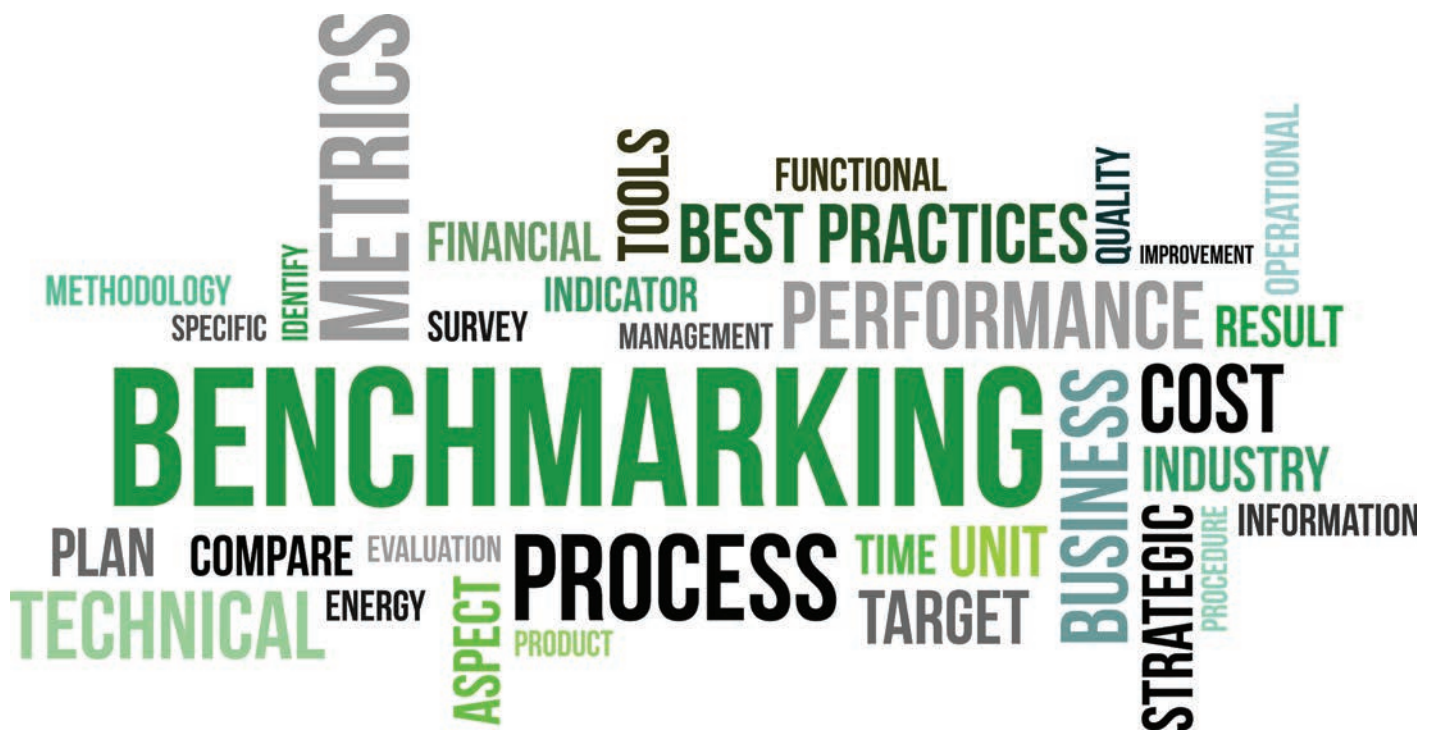 METRICS
OPERATIONAL
TOOLS
FUNCTIONAL
QUALITY
BEST PRACTICES
FINANCIAL
IMPROVEMENT
IDENTIFY
METHODOLOGY
INDICATOR
PERFORMANCE
SPECIFIC
SURVEY
MANAGEMENT
RESULT
BENCHMARKING
BUSINESS
COST
INDUSTRY
STRATEGIC
PROCEDURE
INFORMATION
PLAN
COMPARE
EVALUATION
PROCESS
TIME
UNIT
TECHNICAL
ENERGY
ASPECT
PRODUCT
TARGET